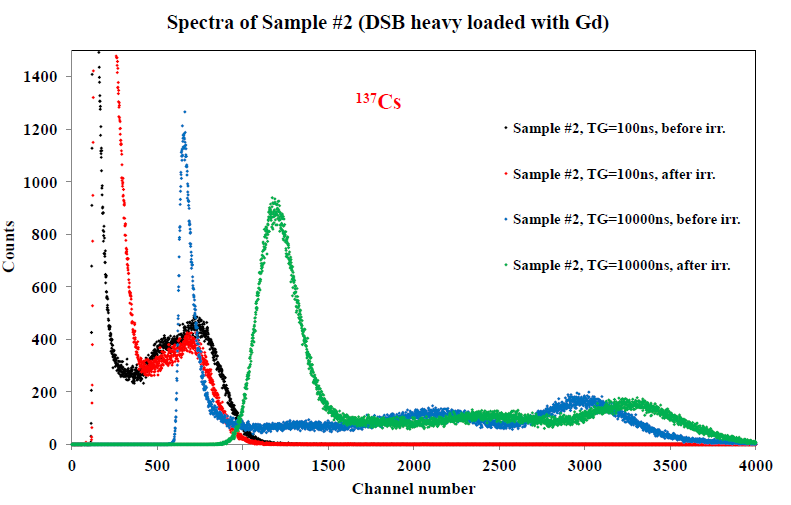 Spectra of Sample #2 (DSB heavy loaded with Gd)
1400
1200
1000
800
600
400
200
0
0 500 1000 1500 2000 2500 3000 3500 4000
Counts
Channel number
¹³⁷Cs
Sample #2, TG=100ns, before irr.
Sample #2, TG=100ns, after irr.
Sample #2, TG=10000ns, before irr.
Sample #2, TG=10000ns, after irr.